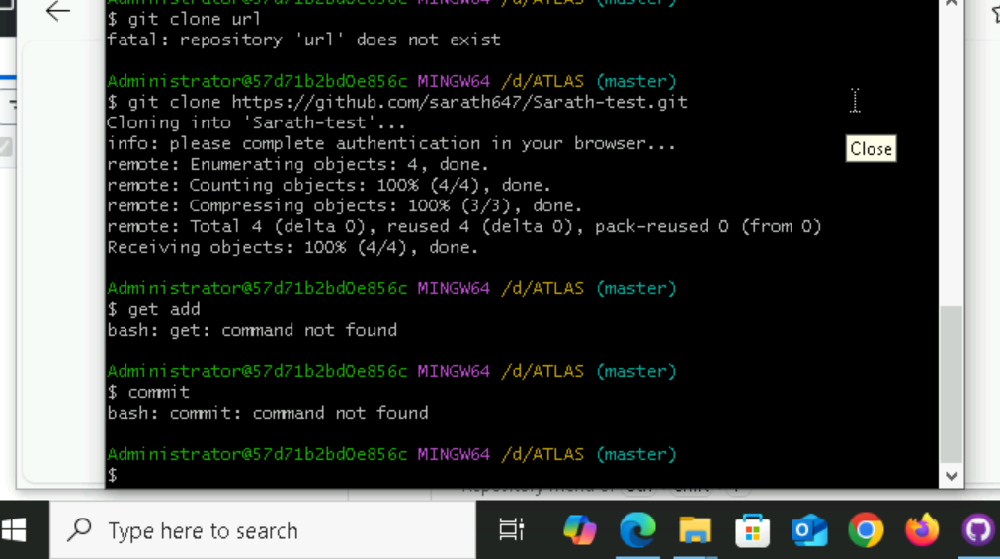 Administrator@57d71b2bd0e856c MINGW64 /d/ATLAS (master)
$ git clone url
fatal: repository 'url' does not exist
Administrator@57d71b2bd0e856c MINGW64 /d/ATLAS (master)
$ git clone https://github.com/sarath647/Sarath-test.git
Cloning into 'Sarath-test'...
info: please complete authentication in your browser...
Close
remote: Enumerating objects: 4, done.
remote: Counting objects: 100% (4/4), done.
remote: Compressing objects: 100% (3/3), done.
remote: Total 4 (delta 0), reused 4 (delta 0), pack-reused 0 (from 0)
Receiving objects: 100% (4/4), done.
Administrator@57d71b2bd0e856c MINGW64 /d/ATLAS (master)
$ get add
bash: get: command not found
Administrator@57d71b2bd0e856c MINGW64 /d/ATLAS (master)
$ commit
bash: commit: command not found
Administrator@57d71b2bd0e856c MINGW64 /d/ATLAS (master)
$
Type here to search